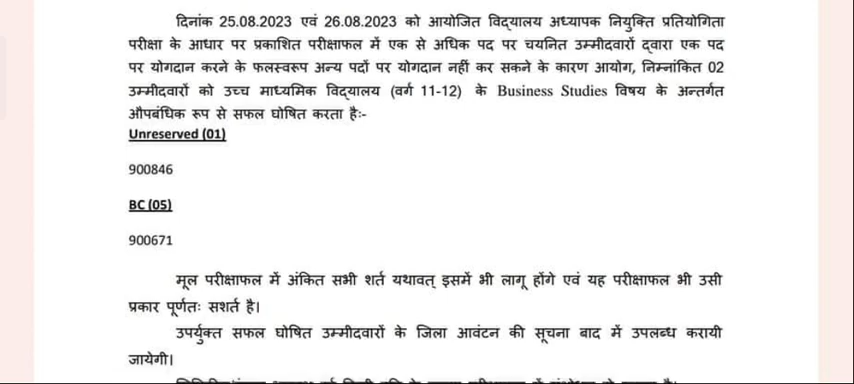 दिनांक 25.08.2023 एवं 26.08.2023 को आयोजित विद्यालय अध्यापक नियुक्ति प्रतियोगिता
परीक्षा के आधार पर प्रकाशित परीक्षाफल में एक से अधिक पद पर चयनित उम्मीदवारों द्वारा एक पद
पर योगदान करने के फलस्वरूप अन्य पदों पर योगदान नहीं कर सकने के कारण आयोग, निम्नांकित 02
उम्मीदवारों को उच्च माध्यमिक विद्यालय (वर्ग 11-12) के Business Studies विषय के अन्तर्गत
औपबंधिक रूप से सफल घोषित करता है:-
Unreserved (01)
900846
BC (05)
900671
मूल परीक्षाफल में अंकित सभी शर्त यथावत् इसमें भी लागू होंगे एवं यह परीक्षाफल भी उसी
प्रकार पूर्णतः सशर्त है।
उपर्युक्त सफल घोषित उम्मीदवारों के जिला आवंटन की सूचना बाद में उपलब्ध करायी
जायेगी।